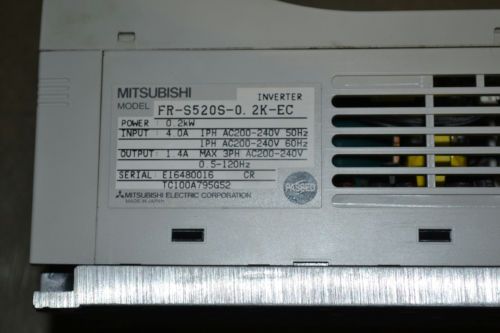 MITSUBISHI INVERTER
MODEL FR-S520S-0.2K-EC
POWER : 0.2kW
INPUT : 4.0A 1PH AC200-240V 50Hz
1PH AC200-240V 60Hz
OUTPUT : 1.4A MAX 3PH AC200-240V
0.5-120Hz
SERIAL: E16480016 CR
TC100A795G52
PASSED
MITSUBISHI ELECTRIC CORPORATION
MADE IN JAPAN